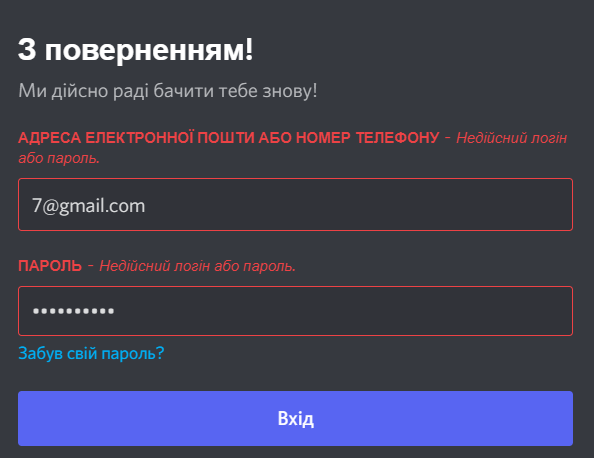 З поверненням!
Ми дійсно раді бачити тебе знову!
АДРЕСА ЕЛЕКТРОННОЇ ПОШТИ АБО НОМЕР ТЕЛЕФОНУ - Недійсний логін
або пароль.
7@gmail.com
ПАРОЛЬ - Недійсний логін або пароль.
••••••••••
Забув свій пароль?
Вхід